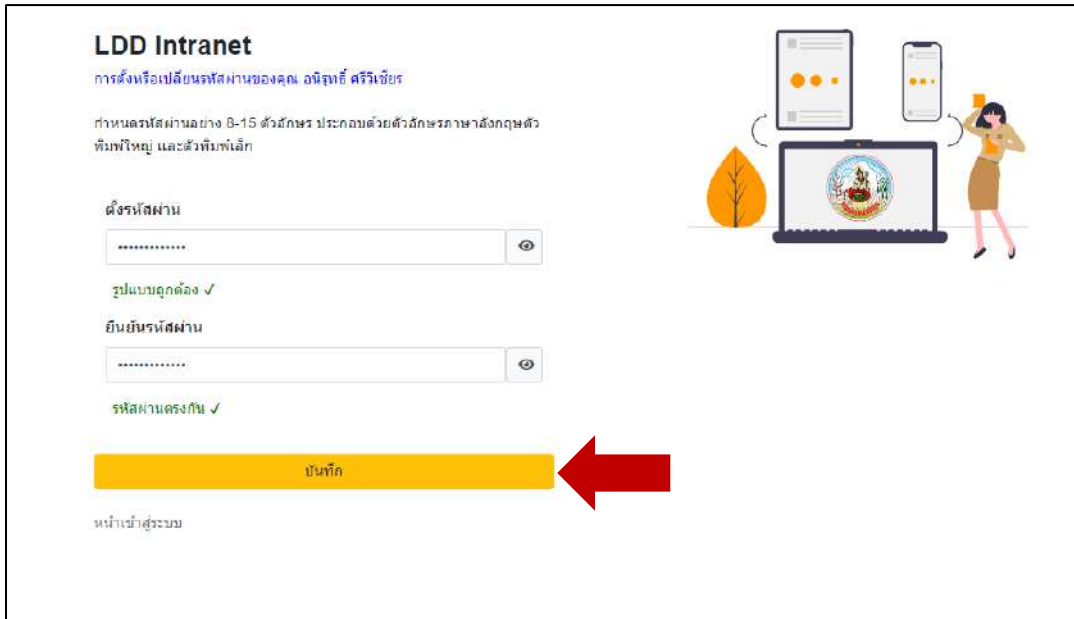 LDD Intranet
การตั้งหรือเปลี่ยนรหัสผ่านของคุณ อนิรุทธิ์ ศรีวิเชียร
กำหนดรหัสผ่านอย่าง 8-15 ตัวอักษร ประกอบด้วยตัวอักษรภาษาอังกฤษตัว
พิมพ์ใหญ่ และตัวพิมพ์เล็ก
ตั้งรหัสผ่าน
•••••••••••••
รูปแบบถูกต้อง ✓
ยืนยันรหัสผ่าน
•••••••••••••
รหัสผ่านตรงกัน ✓
บันทึก
หน้าเข้าสู่ระบบ